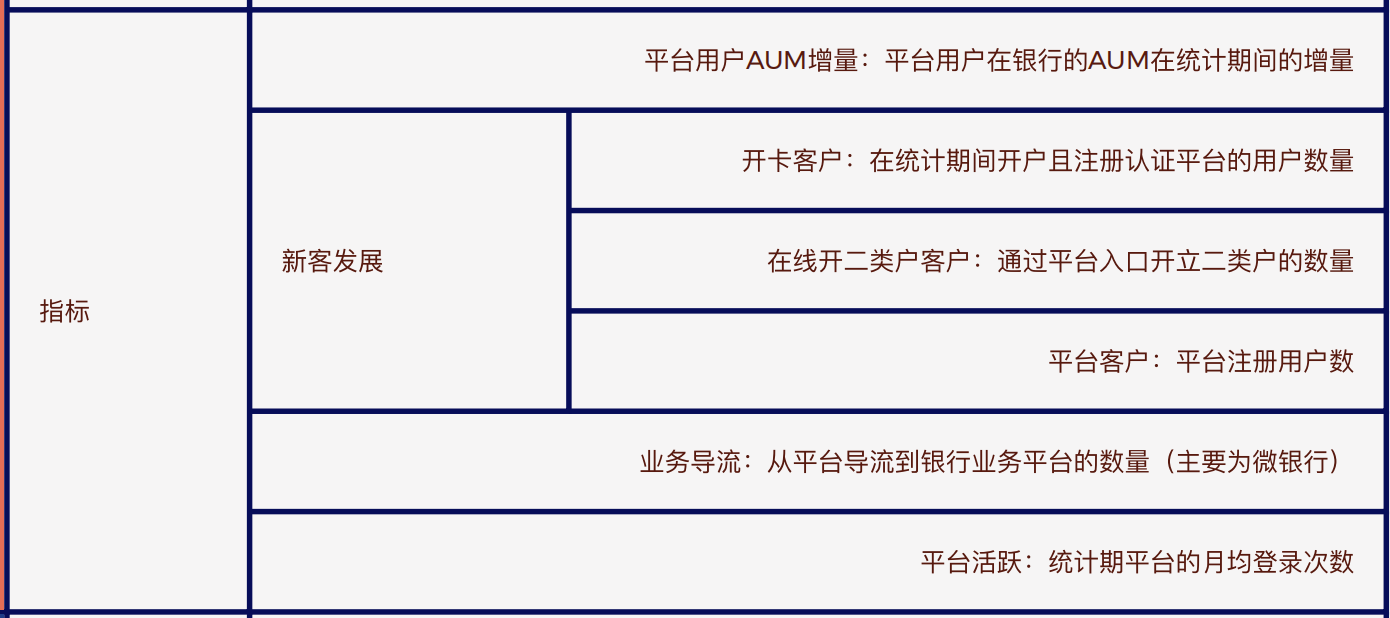 指标
平台用户AUM增量：平台用户在银行的AUM在统计期间的增量
新客发展
开卡客户：在统计期间开户且注册认证平台的用户数量
在线开二类户客户：通过平台入口开立二类户的数量
平台客户：平台注册用户数
业务导流：从平台导流到银行业务平台的数量（主要为微银行）
平台活跃：统计期平台的月均登录次数